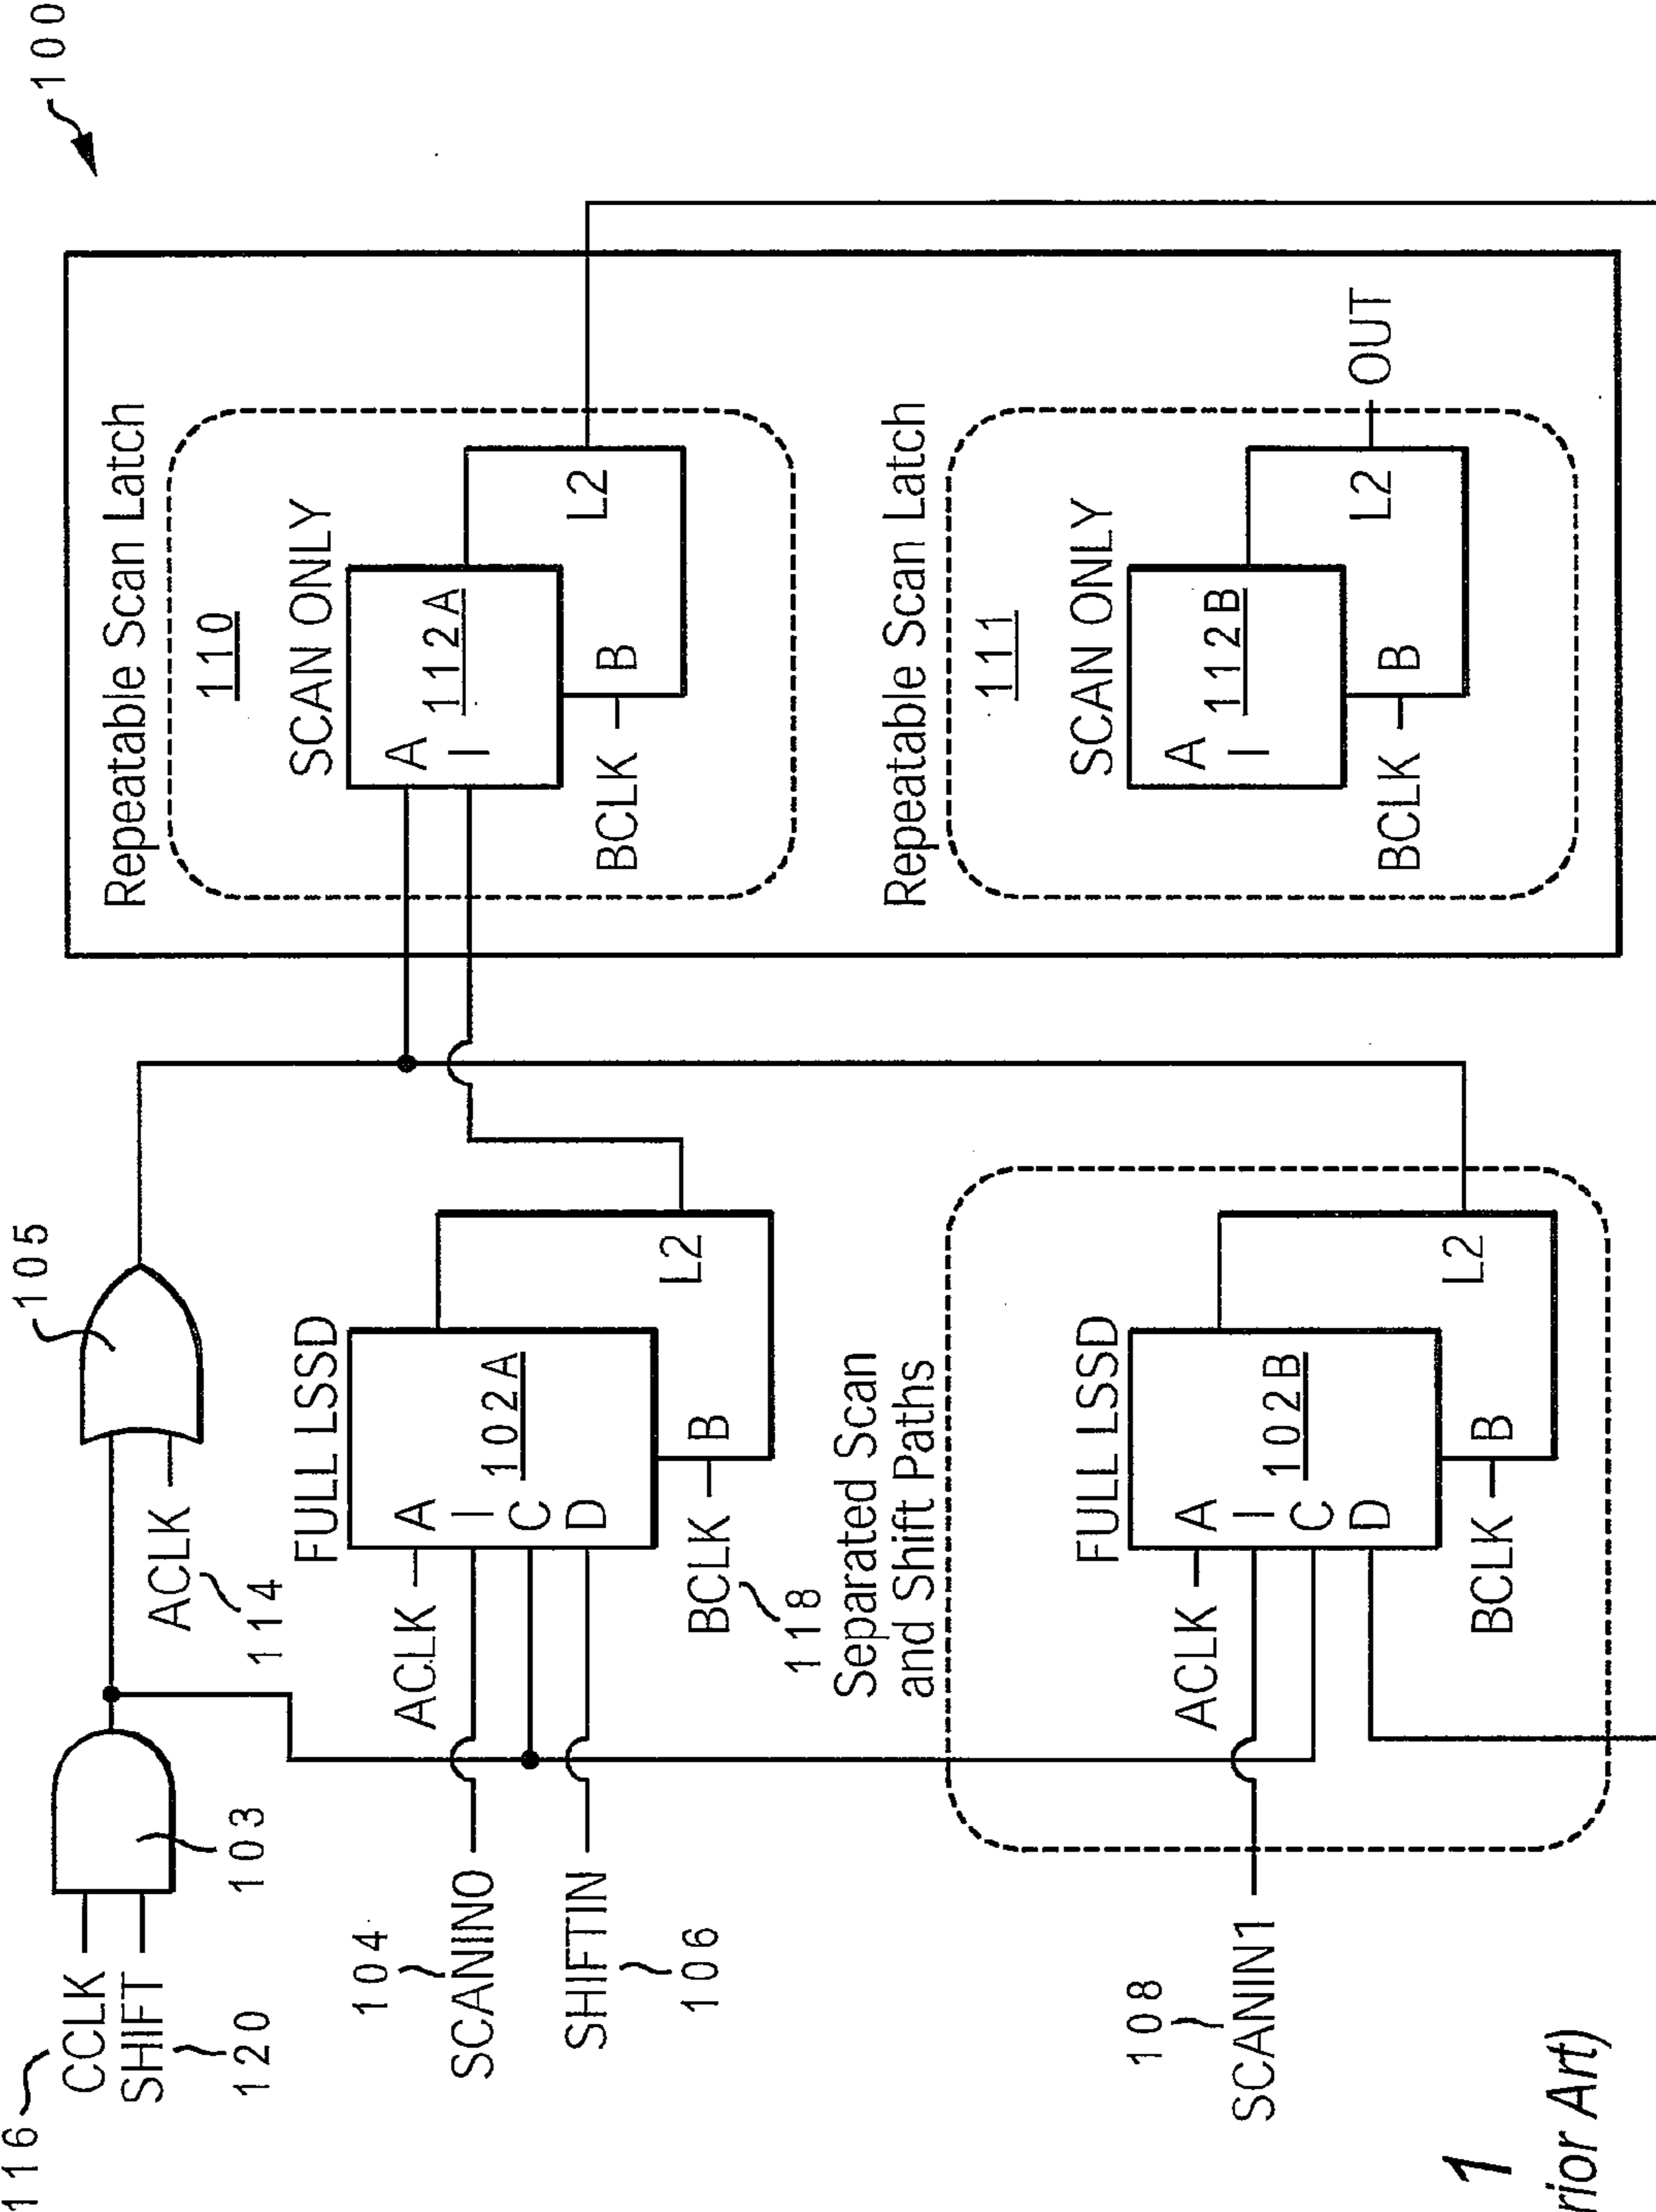 100
116
CCLK
SHIFT
120
103
105
ACLK
114
104
SCANIN0
SHIFTIN
106
FULL LSSD
ACLK
A
I
C
D
102A
B
L2
BCLK
118
Repeatable Scan Latch
110
SCAN ONLY
A
I
112A
B
L2
BCLK
Separated Scan
and Shift Paths
108
SCANIN1
FULL LSSD
ACLK
A
I
C
D
102B
B
L2
BCLK
Repeatable Scan Latch
111
SCAN ONLY
A
I
112B
B
L2
BCLK
OUT
1
rior Art)